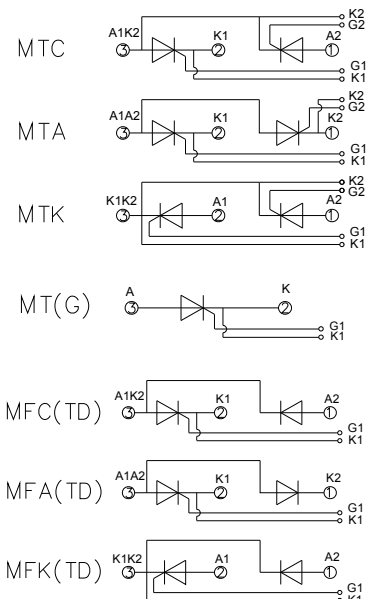 K2
G2
MTC A1K2 K1 A2
3 2 1
G1
K1
K2
G2
MTA A1A2 K1 K2
3 2 1
G1
K1
K2
G2
MTK K1K2 A1 A2
3 2 1
G1
K1
MT(G) A K
3 2
G1
K1
MFC(TD) A1K2 K1 A2
3 2 1
G1
K1
MFA(TD) A1A2 K1 K2
3 2 1
G1
K1
MFK(TD) K1K2 A1 A2
3 2 1
G1
K1